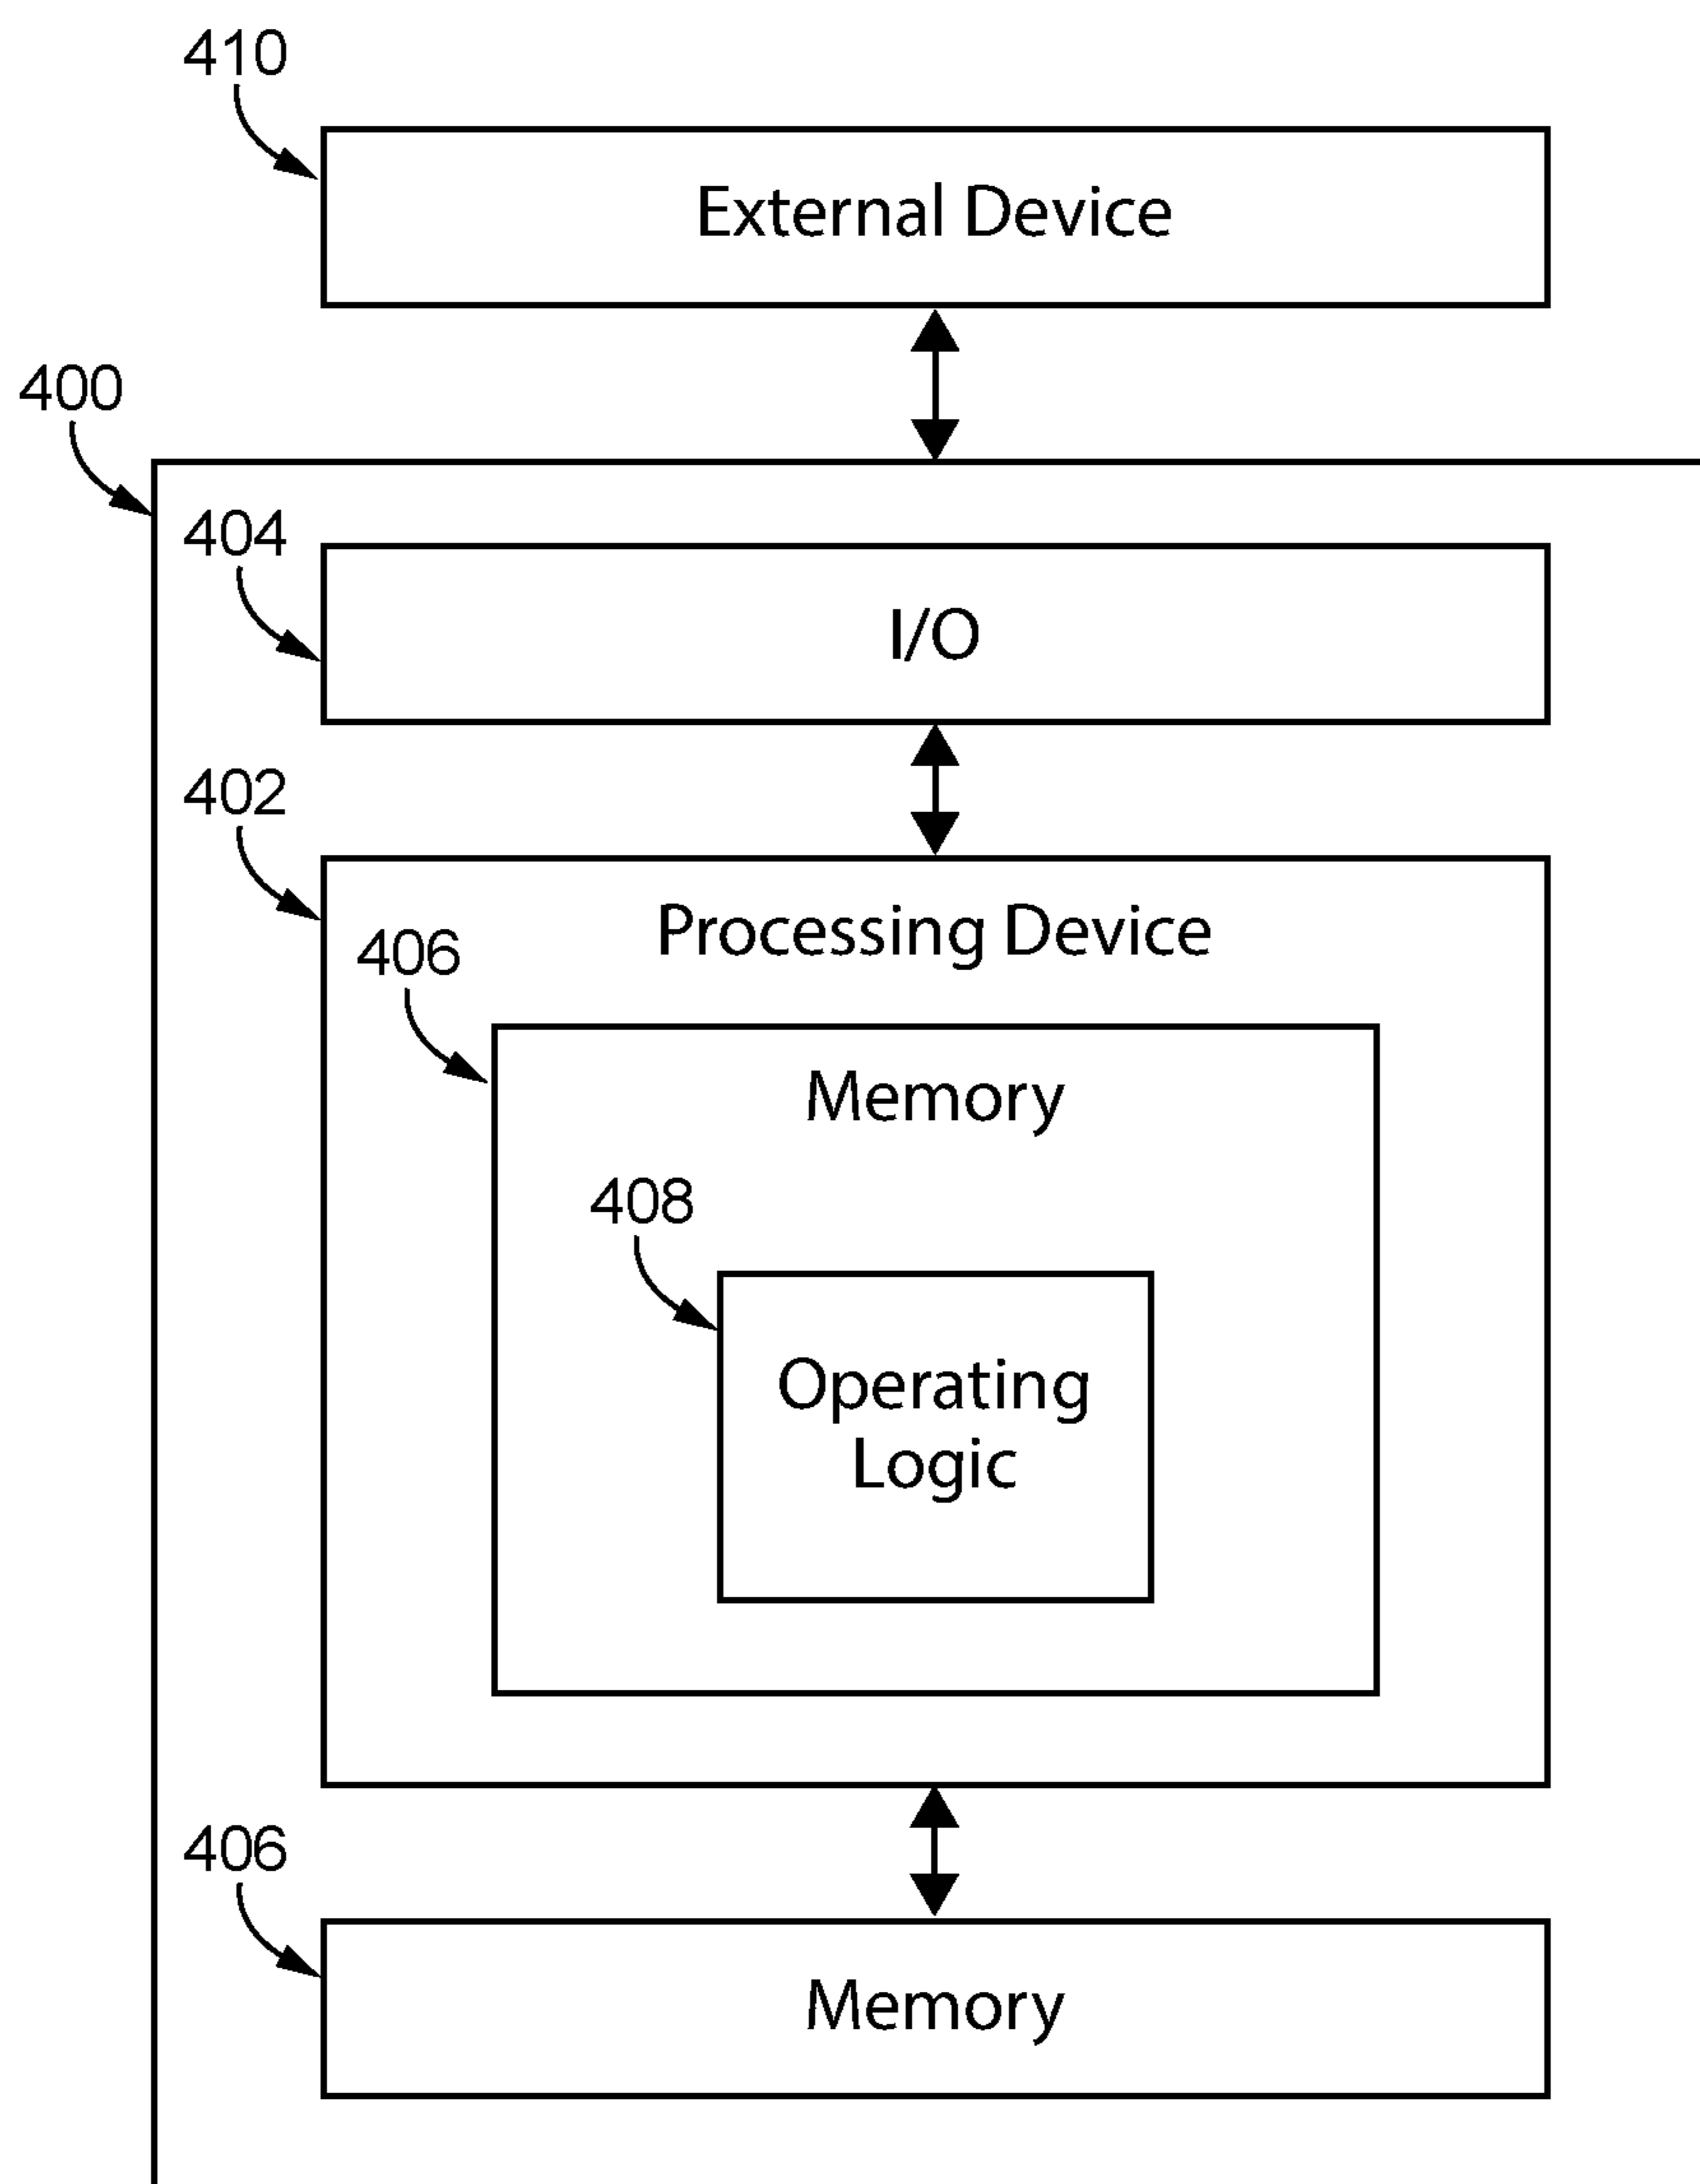 410
External Device
400
404
I/O
402
Processing Device
406
Memory
408
Operating
Logic
406
Memory